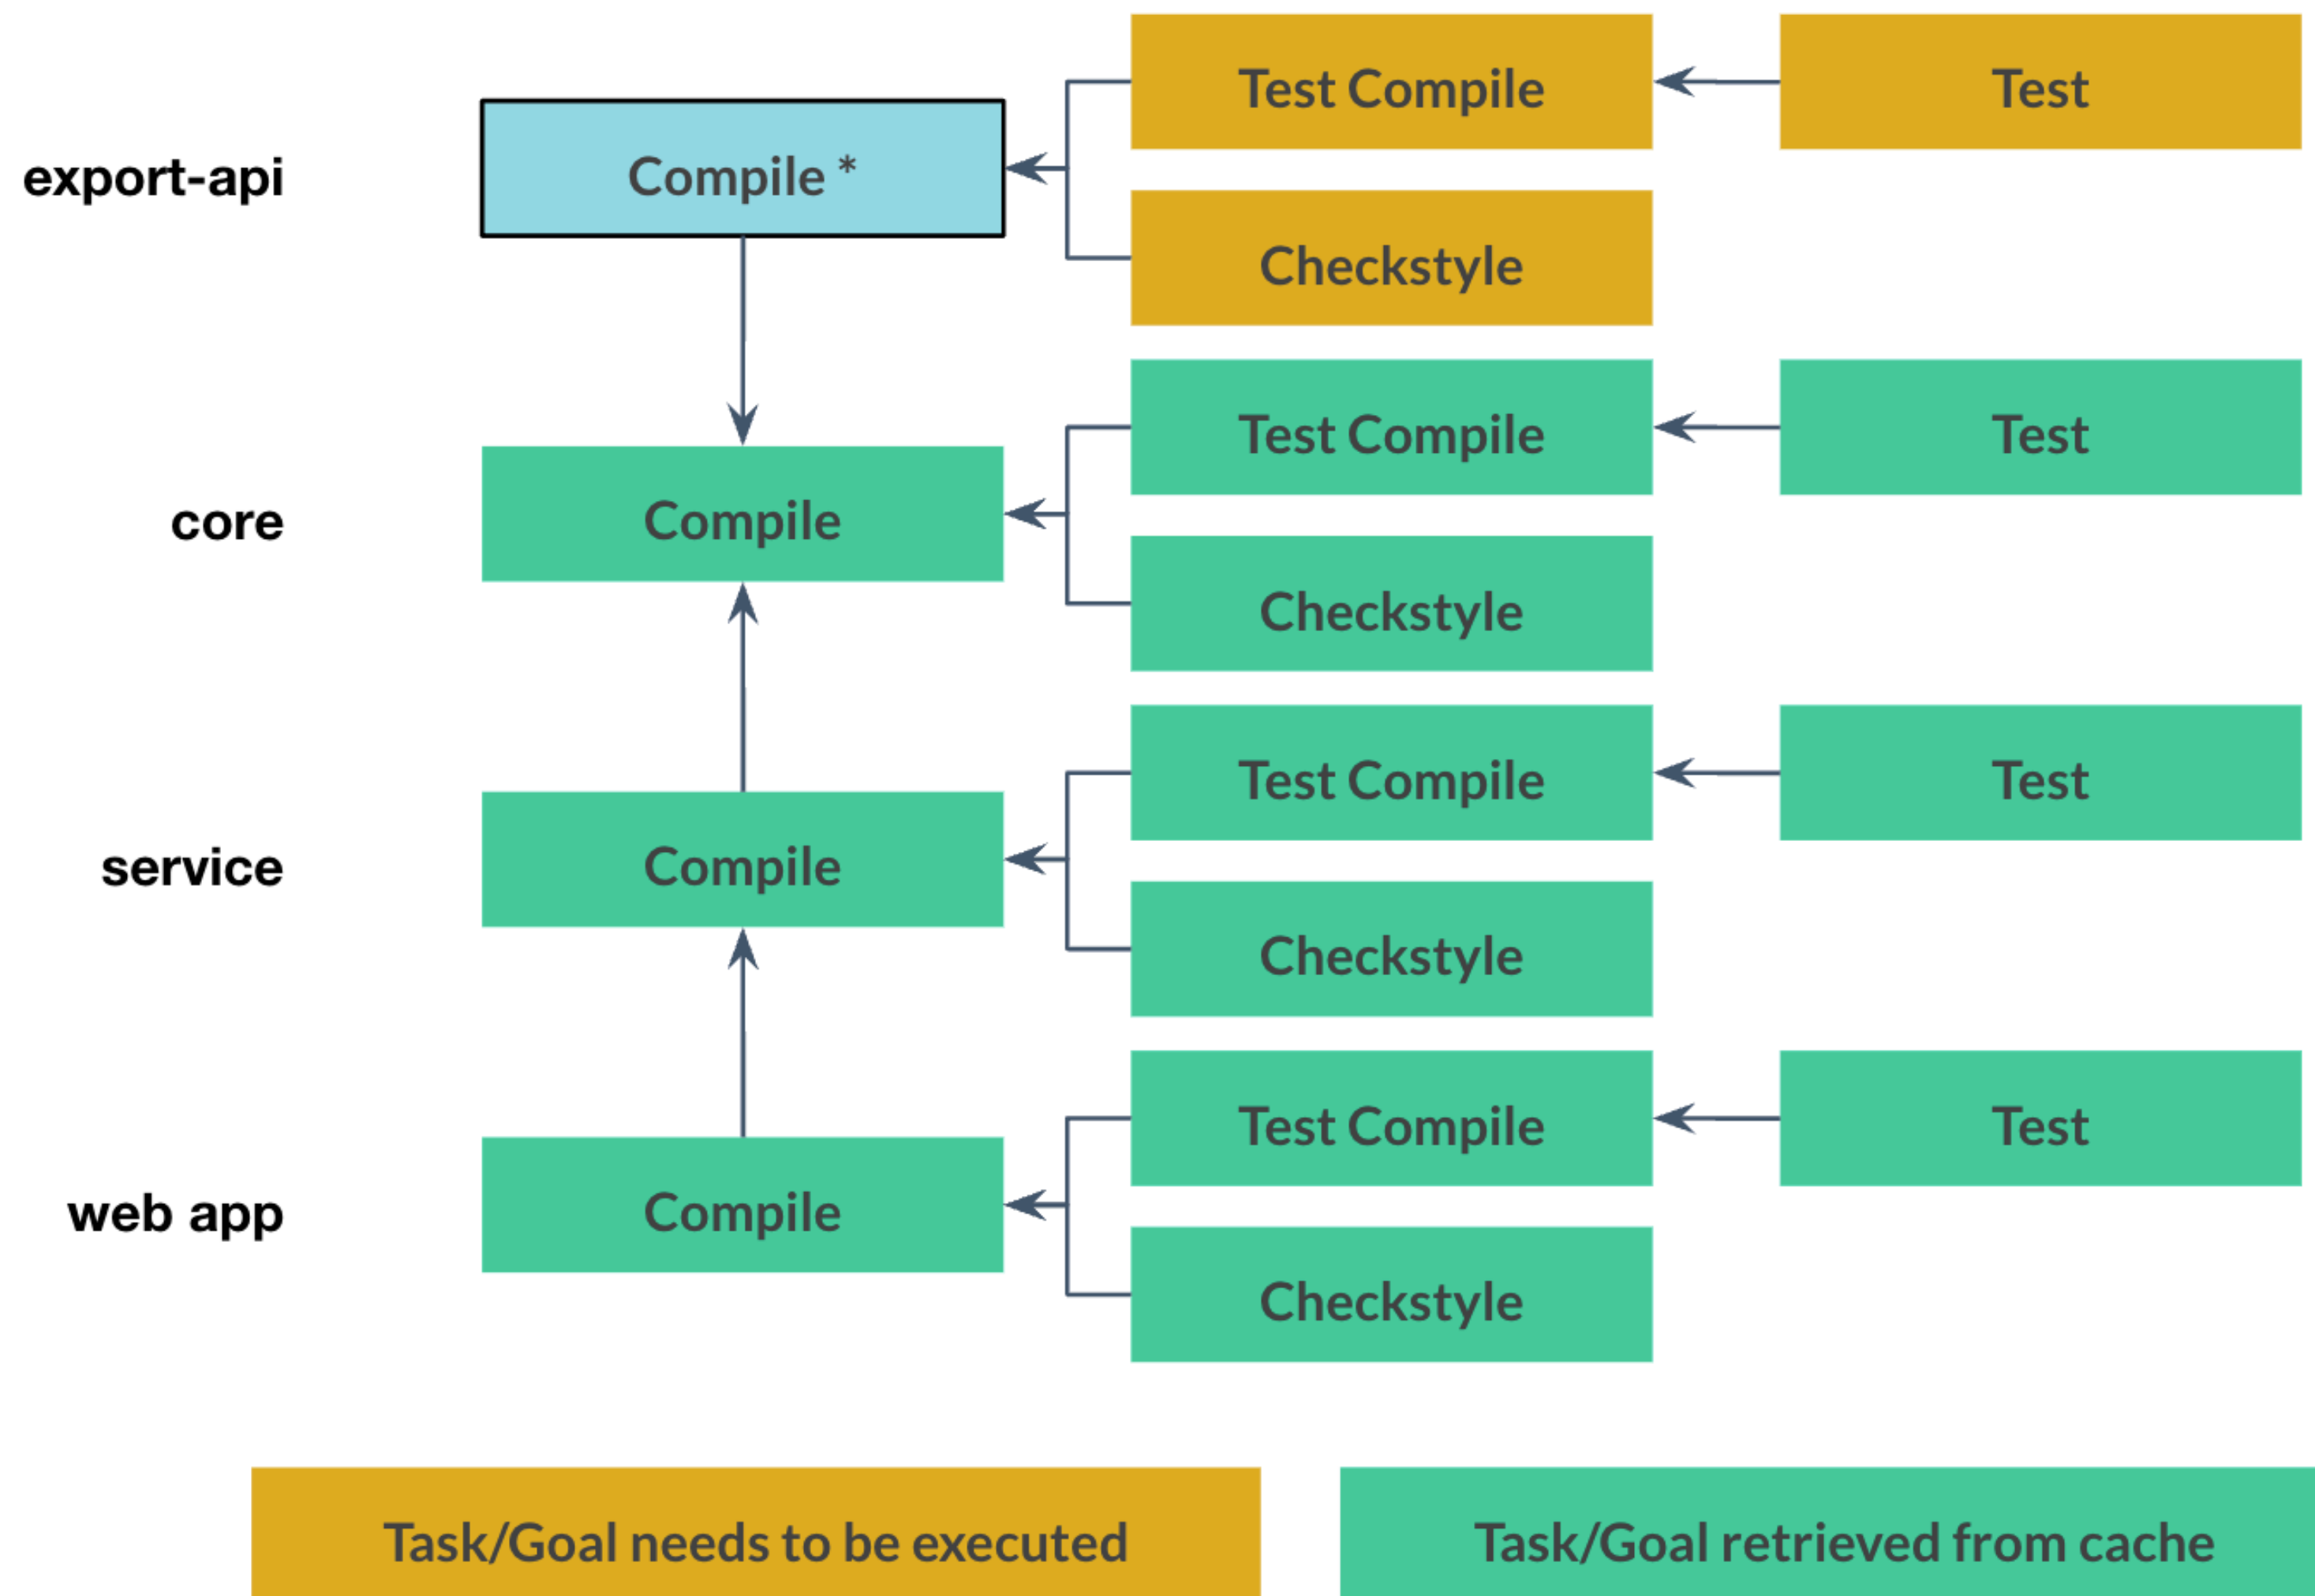 Test Compile
Test
export-api
Compile *
Checkstyle
Test Compile
Test
core
Compile
Checkstyle
Test Compile
Test
service
Compile
Checkstyle
Test Compile
Test
web app
Compile
Checkstyle
Task/Goal needs to be executed
Task/Goal retrieved from cache